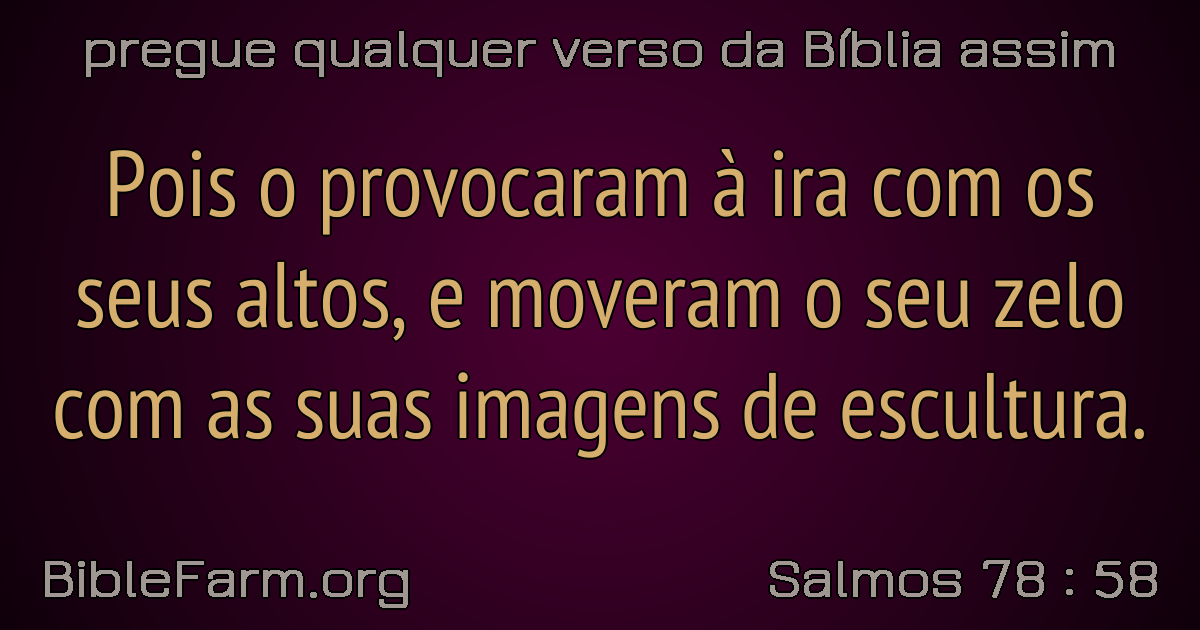 pregue qualquer verso da Bíblia assim
Pois o provocaram à ira com os
seus altos, e moveram o seu zelo
com as suas imagens de escultura.
BibleFarm.org
Salmos 78 : 58